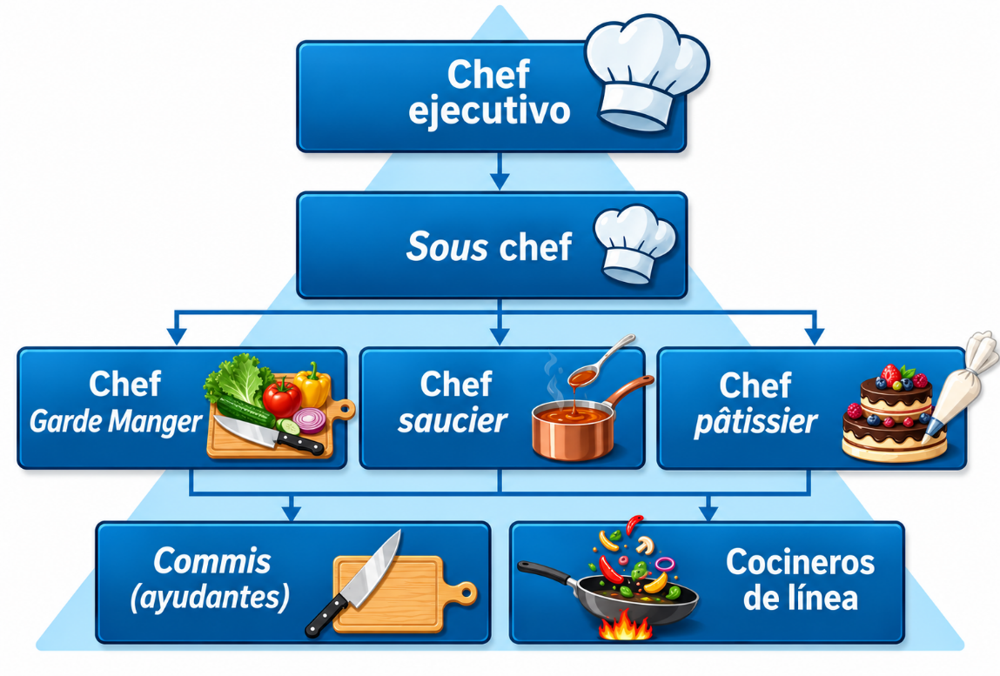 Chef
ejecutivo
Sous chef
Chef
Garde Manger
Chef
saucier
Chef
pâtissier
Commis
(ayudantes)
Cocineros
de línea